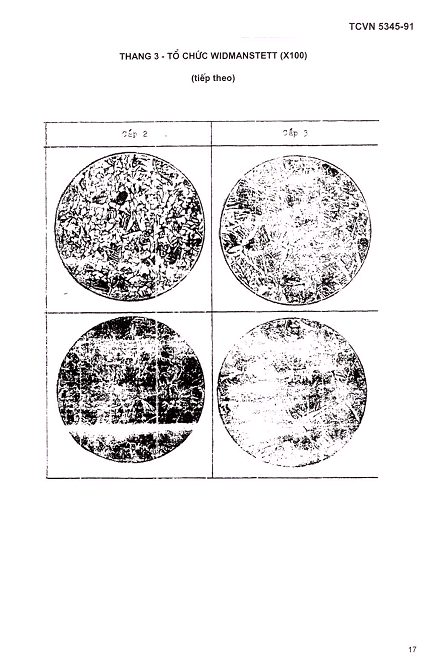 TCVN 5345-91
THANG 3 - TỔ CHỨC WIDMANSTETT (X100)
(tiếp theo)
Cấp 2
Cấp 3
17